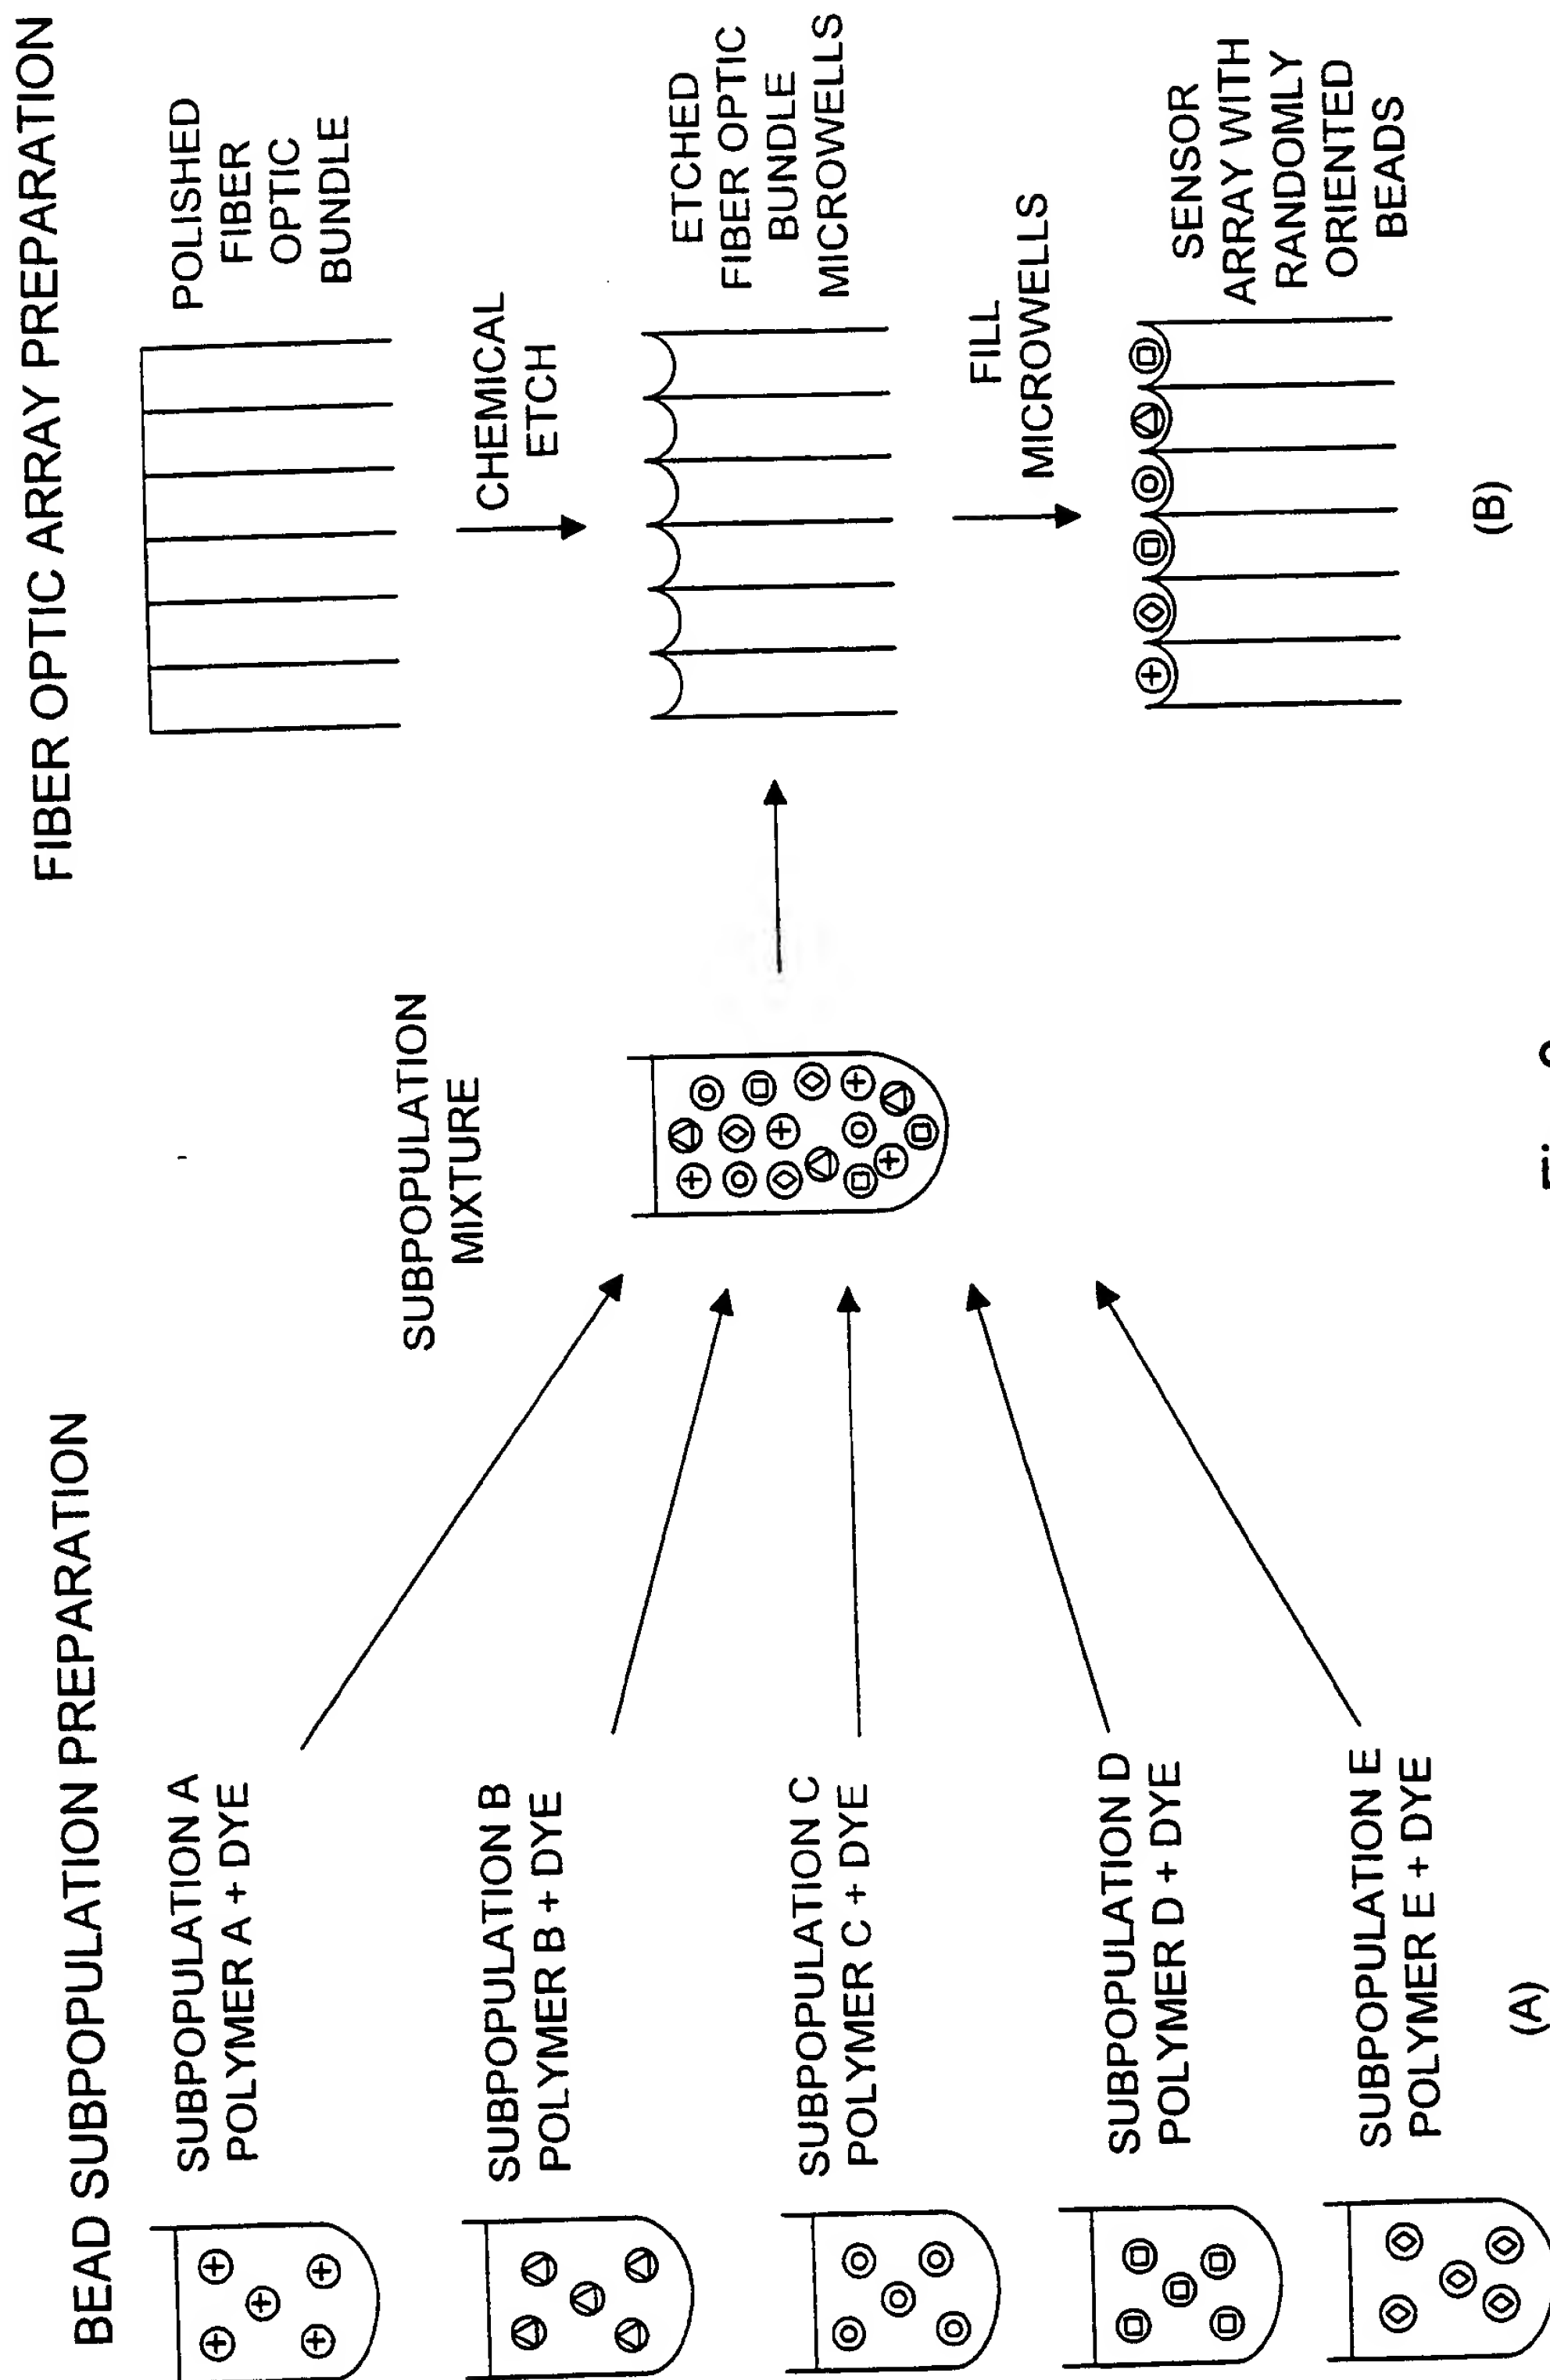 BEAD SUBPOPULATION PREPARATION
SUBPOPULATION A
POLYMER A + DYE
SUBPOPULATION B
POLYMER B + DYE
SUBPOPULATION C
POLYMER C + DYE
SUBPOPULATION D
POLYMER D + DYE
SUBPOPULATION E
POLYMER E + DYE
(A)
SUBPOPULATION
MIXTURE
FIBER OPTIC ARRAY PREPARATION
POLISHED
FIBER
OPTIC
BUNDLE
CHEMICAL
ETCH
ETCHED
FIBER OPTIC
BUNDLE
MICROWELLS
FILL
MICROWELLS
SENSOR
ARRAY WITH
RANDOMLY
ORIENTED
BEADS
(B)